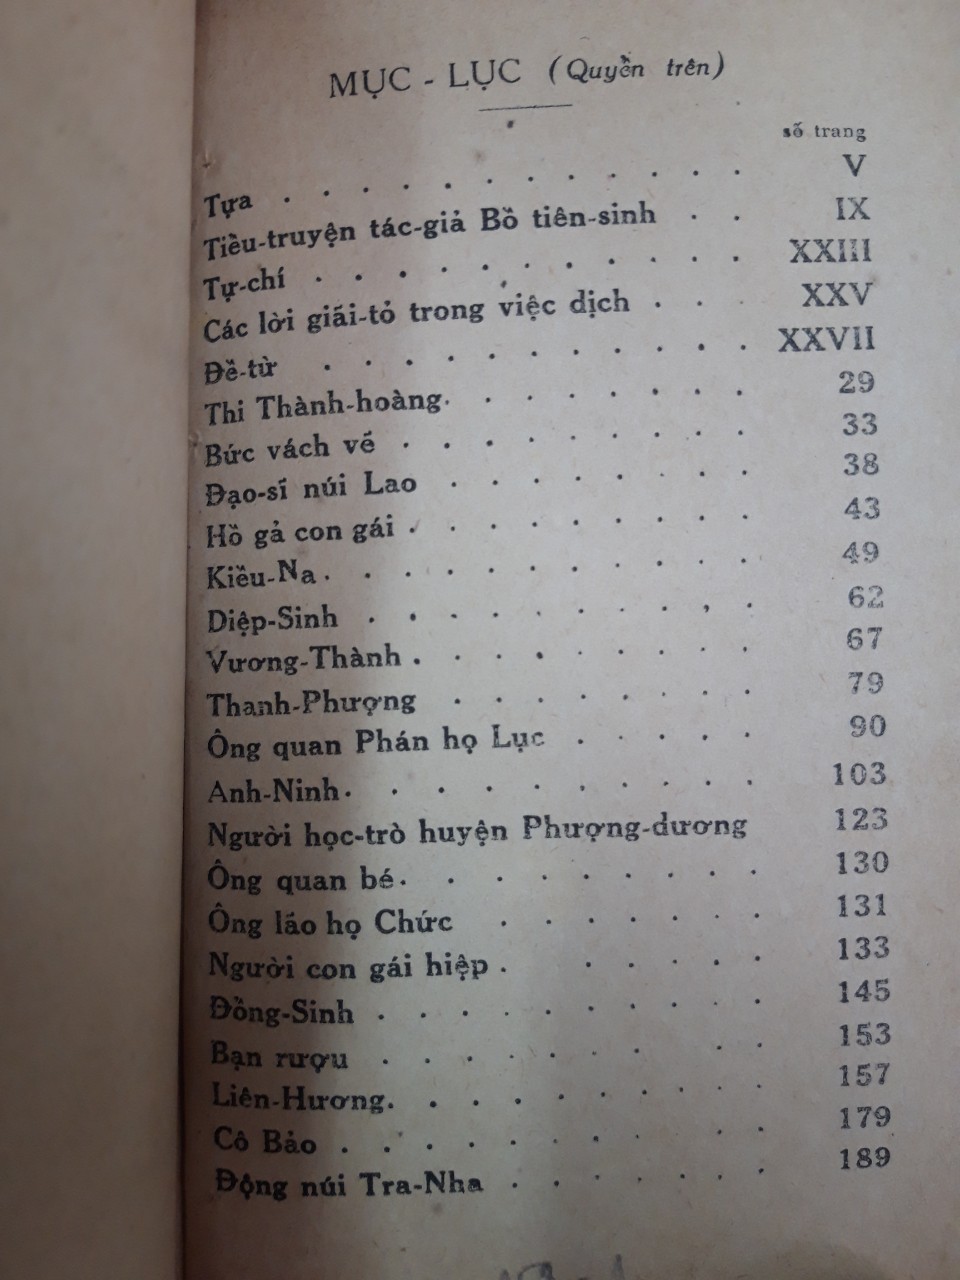 MỤC - LỤC (Quyển trên)
số trang
Tựa . . . . . . . . . . . . V
Tiểu-truyện tác-giả Bồ tiên-sinh . . IX
Tự-chí . . . . . . . . . . . XXIII
Các lời giãi-tỏ trong việc dịch . . . XXV
Đề-từ . . . . . . . . . . . XXVII
Thi Thành-hoàng . . . . . . . . 29
Bức vách vẽ . . . . . . . . . 33
Đạo-sĩ núi Lao . . . . . . . . 38
Hồ gả con gái . . . . . . . . . 43
Kiều-Na . . . . . . . . . . . 49
Diệp-Sinh . . . . . . . . . . 62
Vương-Thành . . . . . . . . . 67
Thanh-Phượng . . . . . . . . 79
Ông quan Phán họ Lục . . . . . 90
Anh-Ninh . . . . . . . . . . 103
Người học-trò huyện Phượng-dương 123
Ông quan bé . . . . . . . . . 130
Ông lão họ Chức . . . . . . . 131
Người con gái hiệp . . . . . . 133
Đồng-Sinh . . . . . . . . . . 145
Bạn rượu . . . . . . . . . . 153
Liên-Hương . . . . . . . . . . 157
Cô Bảo . . . . . . . . . . . 179
Động núi Tra-Nha . . . . . . . 189